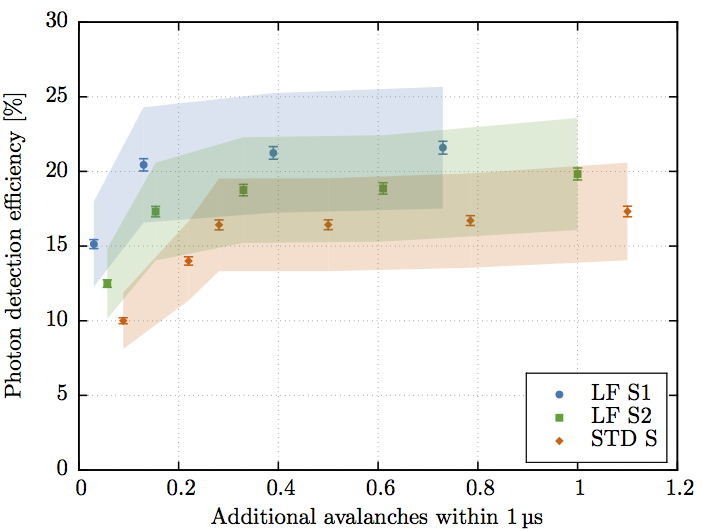 30
25
20
15
10
5
0
Photon detection efficiency [%]
LF S1
LF S2
STD S
0 0.2 0.4 0.6 0.8 1 1.2
Additional avalanches within 1 µs